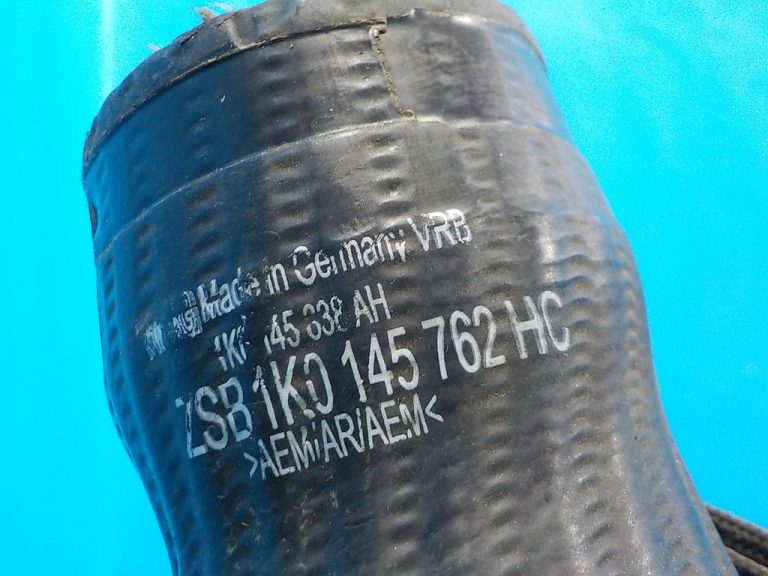 Made in Germany VRB
1K0 145 838 AH
ZSB 1K0 145 762 HC
>AEM/AR/AEM<